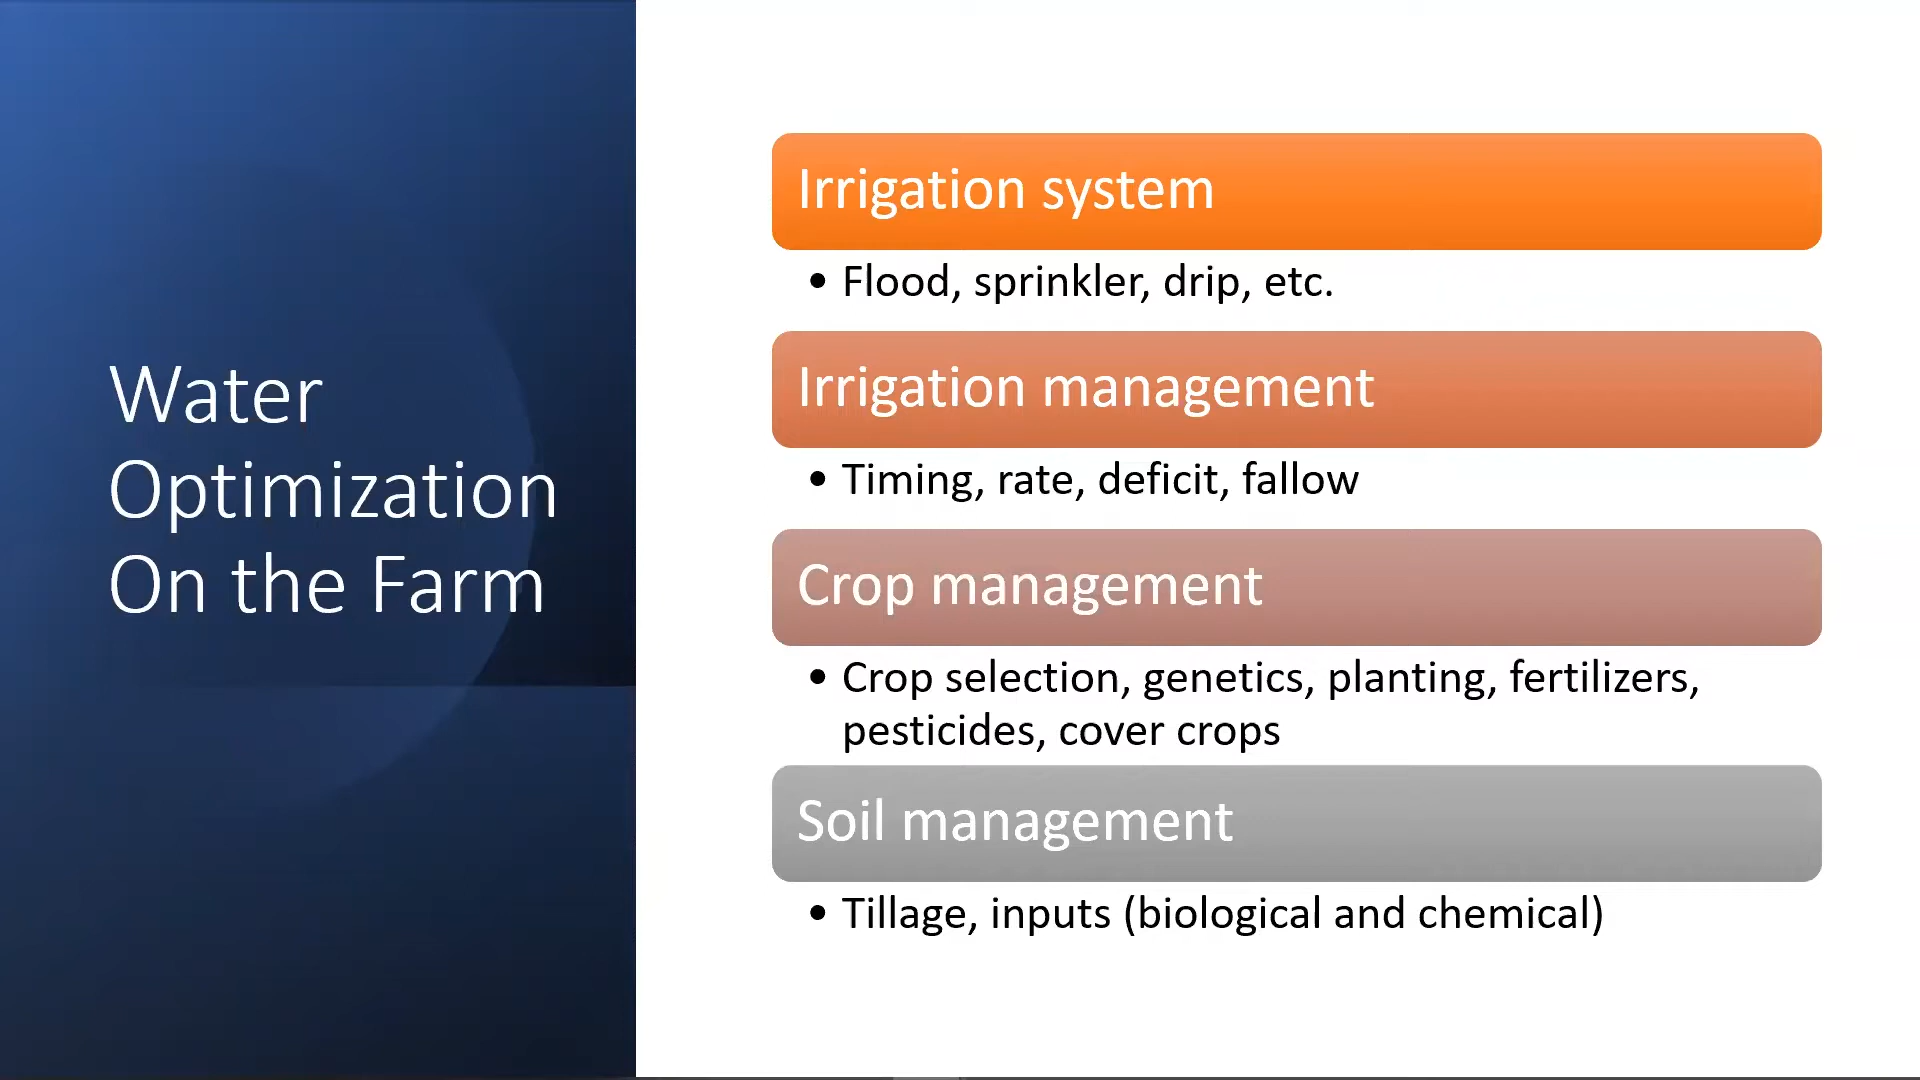 Water
Optimization
On the Farm
Irrigation system
• Flood, sprinkler, drip, etc.
Irrigation management
• Timing, rate, deficit, fallow
Crop management
• Crop selection, genetics, planting, fertilizers,
pesticides, cover crops
Soil management
• Tillage, inputs (biological and chemical)